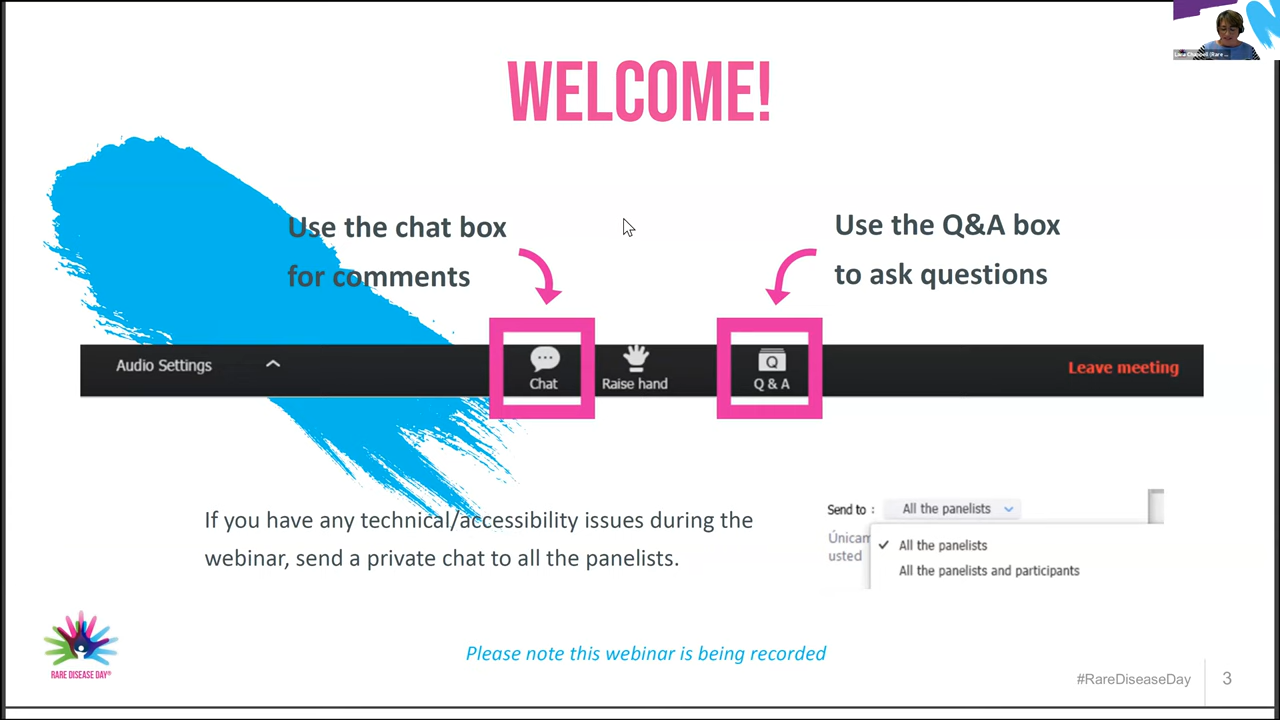 WELCOME!
Use the chat box
for comments
Use the Q&A box
to ask questions
Audio Settings
Chat
Raise hand
Q
Q & A
Leave meeting
If you have any technical/accessibility issues during the
webinar, send a private chat to all the panelists.
Send to :
All the panelists
usted
All the panelists
All the panelists and participants
RARE DISEASE DAY®
Please note this webinar is being recorded
#RareDiseaseDay
3